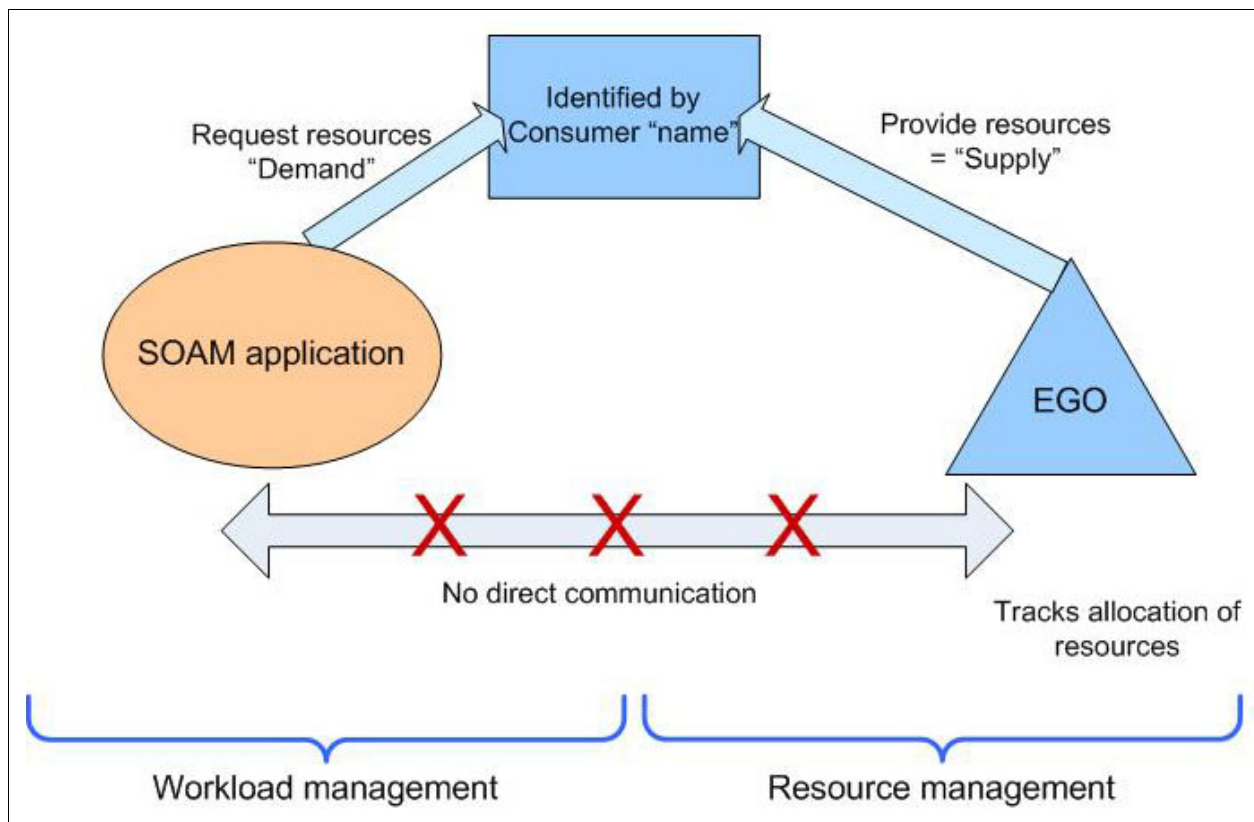 Identified by
Consumer “name”
Request resources
“Demand”
Provide resources
= “Supply”
SOAM application
EGO
X X X
No direct communication
Tracks allocation of
resources
Workload management
Resource management